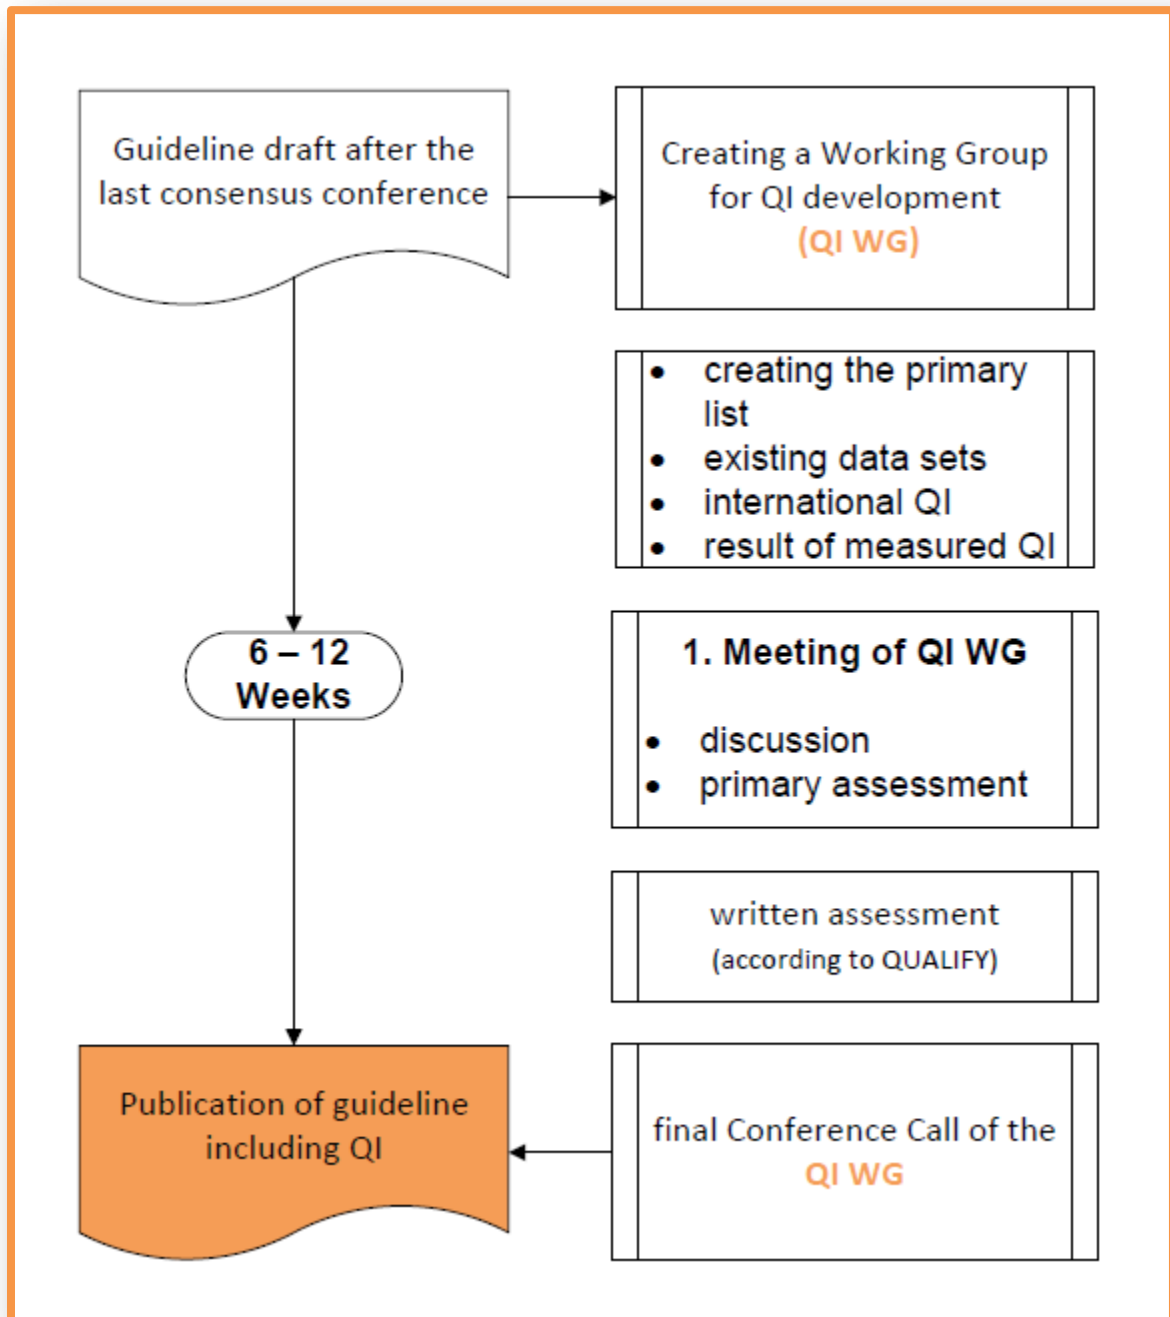 Guideline draft after the
last consensus conference
Creating a Working Group
for QI development
(QI WG)
• creating the primary
list
• existing data sets
• international QI
• result of measured QI
6 – 12
Weeks
1. Meeting of QI WG
• discussion
• primary assessment
written assessment
(according to QUALIFY)
Publication of guideline
including QI
final Conference Call of the
QI WG